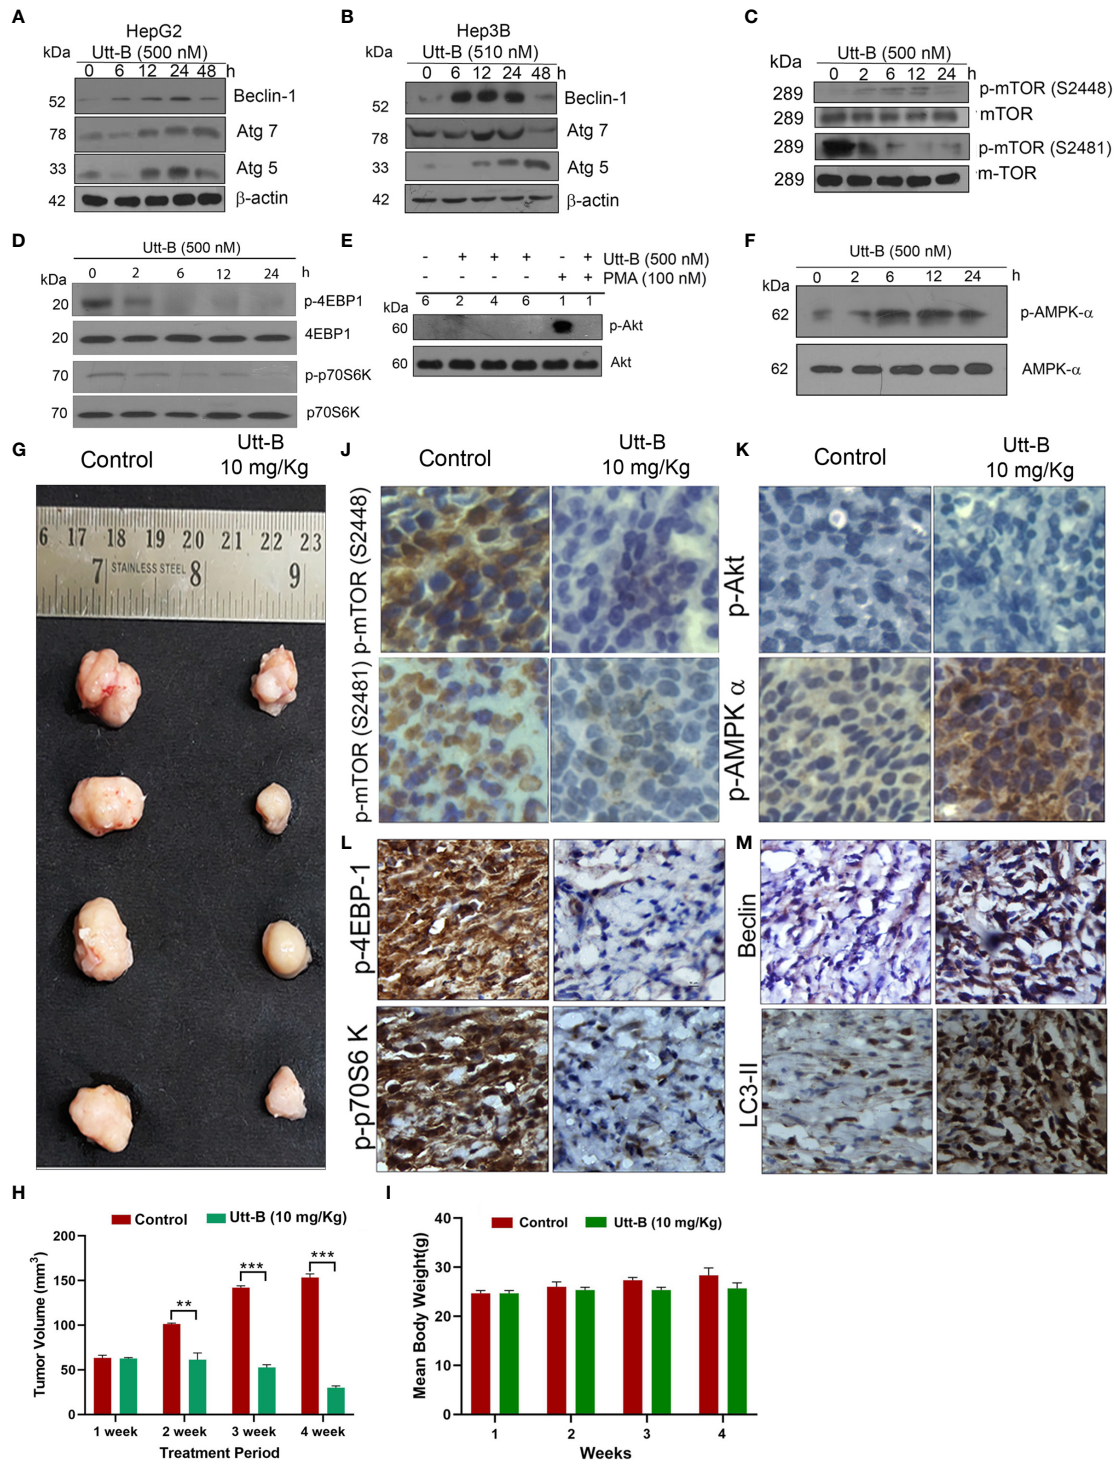 A
HepG2
kDa Utt-B (500 nM)
0 6 12 24 48 h
52 Beclin-1
78 Atg 7
33 Atg 5
42 β-actin
B
Hep3B
kDa Utt-B (510 nM)
0 6 12 24 48 h
52 Beclin-1
78 Atg 7
33 Atg 5
42 β-actin
C
Utt-B (500 nM)
kDa
0 2 6 12 24 h
289 p-mTOR (S2448)
289 mTOR
289 p-mTOR (S2481)
289 m-TOR
D
Utt-B (500 nM)
kDa 0 2 6 12 24 h
20 p-4EBP1
20 4EBP1
70 p-p70S6K
70 p70S6K
E
- + + + - + Utt-B (500 nM)
- - - - + + PMA (100 nM)
6 2 4 6 1 1
kDa
60 p-Akt
60 Akt
F
Utt-B (500 nM)
0 2 6 12 24 h
kDa
62 p-AMPK-α
62 AMPK-α
G
Control
Utt-B
10 mg/Kg
6 17 18 19 20 21 22 23
7 STAINLESS STEEL 8 9
J
Control
Utt-B
10 mg/Kg
p-mTOR (S2448)
p-mTOR (S2481)
K
Control
Utt-B
10 mg/Kg
p-Akt
p-AMPK α
L
p-4EBP-1
p-p70S6 K
M
Beclin
LC3-II
H
Control Utt-B (10 mg/Kg)
Tumor Volume (mm³)
200
150
100
50
0
** *** ***
1 week 2 week 3 week 4 week
Treatment Period
I
Control Utt-B (10 mg/Kg)
Mean Body Weight(g)
40
30
20
10
0
1 2 3 4
Weeks